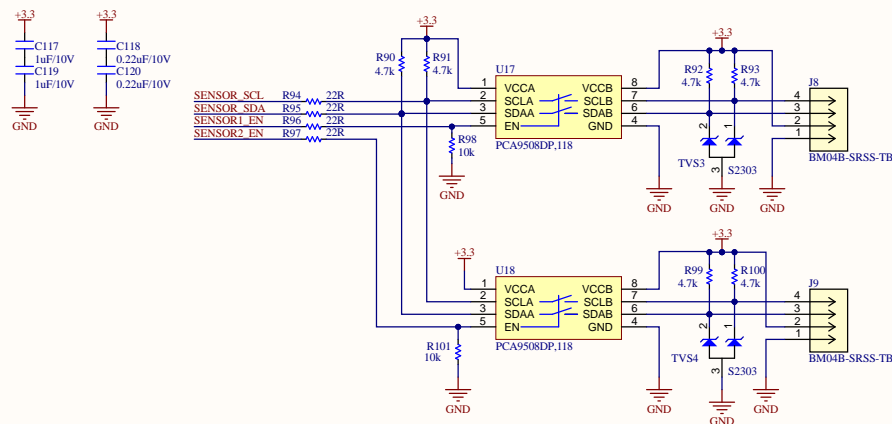 +3.3
+3.3
C117
1uF/10V
C119
1uF/10V
GND
C118
0.22uF/10V
C120
0.22uF/10V
GND
SENSOR_SCL
R94
22R
SENSOR_SDA
R95
22R
SENSOR1_EN
R96
22R
SENSOR2_EN
R97
22R
+3.3
R90
4.7k
R91
4.7k
R98
10k
GND
U17
1
VCCA
VCCB
8
2
SCLA
SCLB
7
3
SDAA
SDAB
6
5
EN
GND
4
PCA9508DP,118
GND
+3.3
R92
4.7k
R93
4.7k
2
1
TVS3
3
S2303
GND
GND
J8
4
3
2
1
BM04B-SRSS-TB
+3.3
R101
10k
GND
U18
1
VCCA
VCCB
8
2
SCLA
SCLB
7
3
SDAA
SDAB
6
5
EN
GND
4
PCA9508DP,118
GND
+3.3
R99
4.7k
R100
4.7k
2
1
TVS4
3
S2303
GND
GND
J9
4
3
2
1
BM04B-SRSS-TB